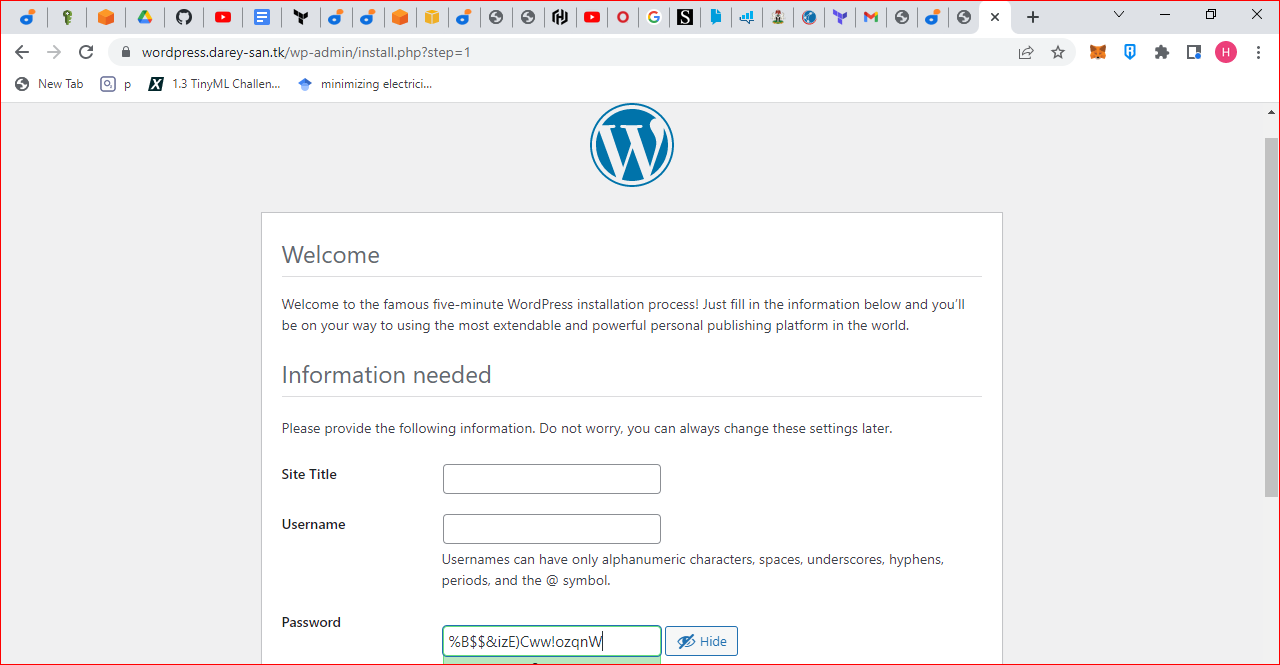 wordpress.darey-san.tk/wp-admin/install.php?step=1
H
New Tab
p
1.3 TinyML Challen...
minimizing electrici...
Welcome
Welcome to the famous five-minute WordPress installation process! Just fill in the information below and you’ll
be on your way to using the most extendable and powerful personal publishing platform in the world.
Information needed
Please provide the following information. Do not worry, you can always change these settings later.
Site Title
Username
Usernames can have only alphanumeric characters, spaces, underscores, hyphens,
periods, and the @ symbol.
Password
%B$$&izE)Cww!ozqnW
Hide